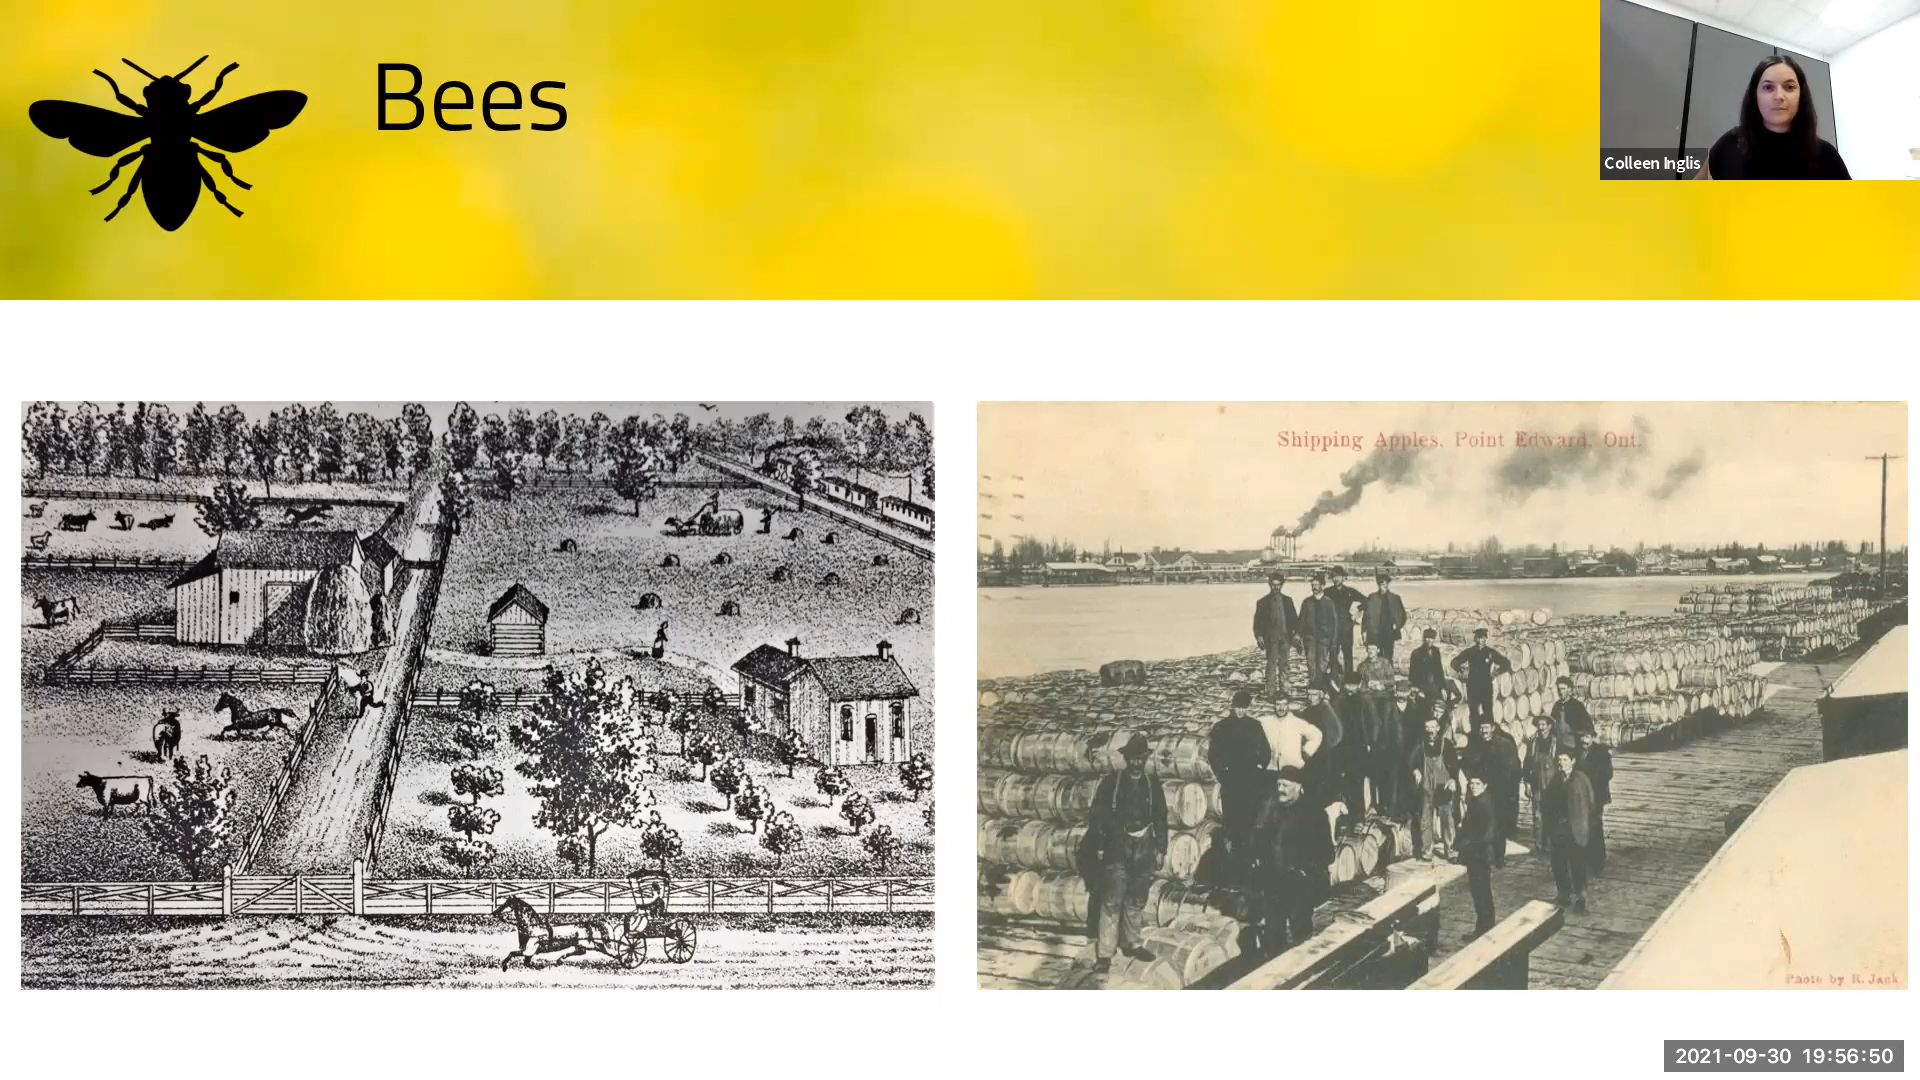 Bees
Colleen Inglis
Shipping Apples, Point Edward, Ont.
Photo by R. Jack
2021-09-30 19:56:50